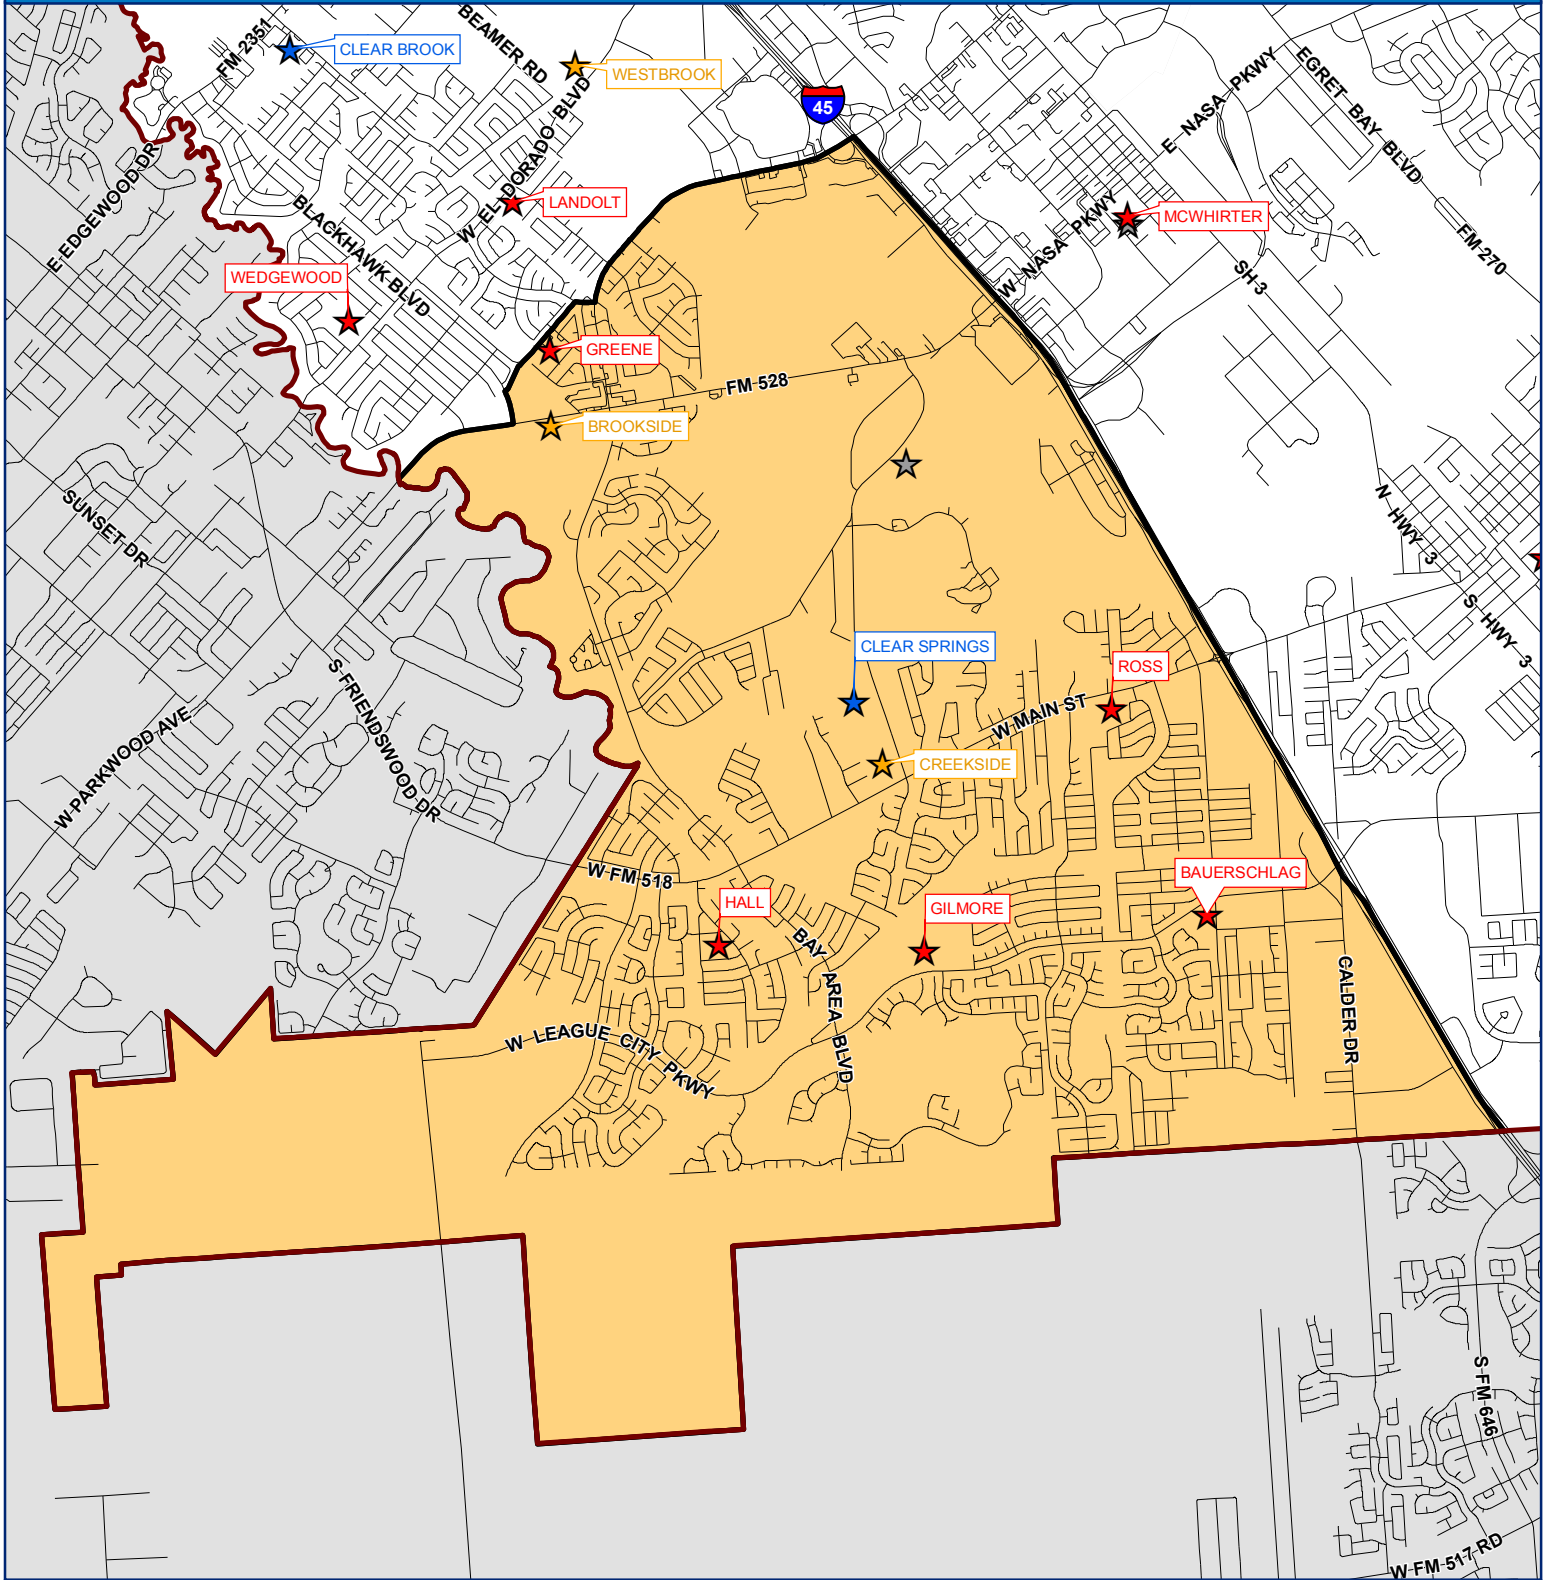 FM 2351
CLEAR BROOK
BEAMER RD
WESTBROOK
45
E NASA PKWY
EGRET BAY BLVD
E EDGEWOOD DR
BLACKHAWK BLVD
W EL DORADO BLVD
LANDOLT
W NASA PKWY
MCWHIRTER
FM 270
SH 3
WEDGEWOOD
GREENE
FM 528
BROOKSIDE
SUNSET DR
N HWY 3
S HWY 3
CLEAR SPRINGS
ROSS
S FRIENDSWOOD DR
W PARKWOOD AVE
W MAIN ST
CREEKSIDE
W FM 518
HALL
GILMORE
BAUERSCHLAG
BAY AREA BLVD
CALDER DR
W LEAGUE CITY PKWY
S FM 646
W FM 517 RD